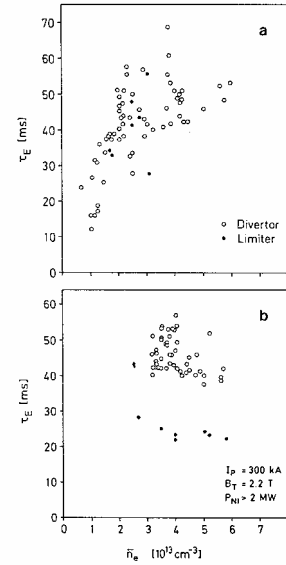 70
a
60
50
40
τE [ms]
30
20
○ Divertor
● Limiter
10
0
b
60
50
40
τE [ms]
30
20
IP = 300 kA
BT = 2.2 T
PNI > 2 MW
10
0
0 1 2 3 4 5 6 7
n̄e [10¹³cm⁻³]